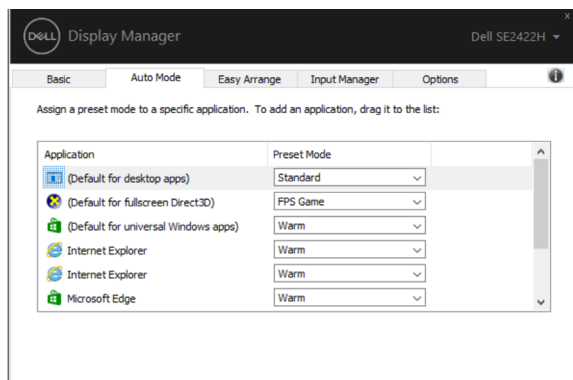 DELL Display Manager
Dell SE2422H
x
Basic Auto Mode Easy Arrange Input Manager Options
Assign a preset mode to a specific application. To add an application, drag it to the list:
Application Preset Mode
(Default for desktop apps) Standard
(Default for fullscreen Direct3D) FPS Game
(Default for universal Windows apps) Warm
Internet Explorer Warm
Internet Explorer Warm
Microsoft Edge Warm